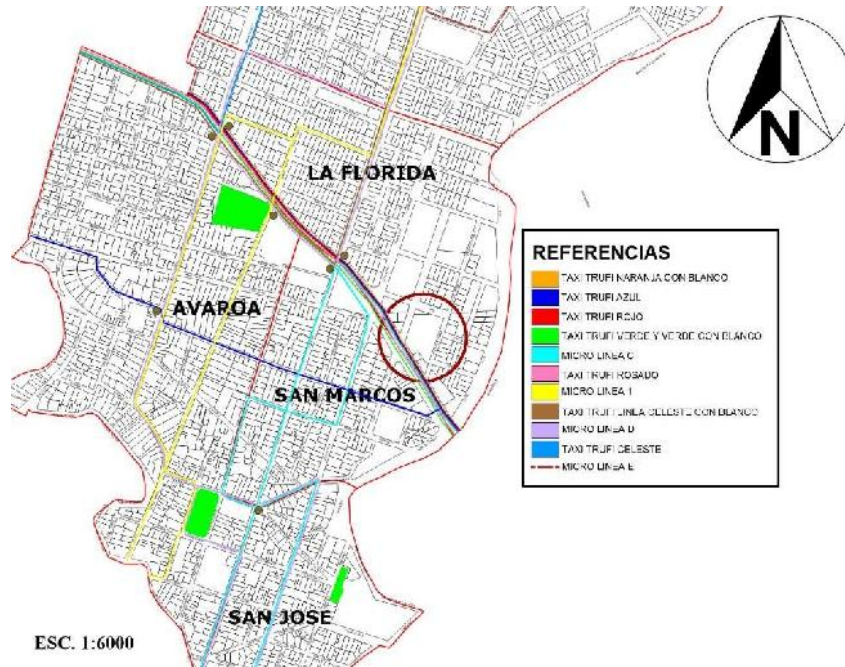 N
LA FLORIDA
AVAROA
SAN MARCOS
SAN JOSE
ESC. 1:6000
REFERENCIAS
TAXI TRUFI NARANJA CON BLANCO
TAXI TRUFI AZUL
TAXI TRUFI ROJO
TAXI TRUFI VERDE Y VERDE CON BLANCO
MICRO LINEA C
TAXI TRUFI ROSADO
MICRO LINEA 1
TAXI TRUFI LINEA CELESTE CON BLANCO
MICRO LINEA D
TAXI TRUFI CELESTE
MICRO LINEA E